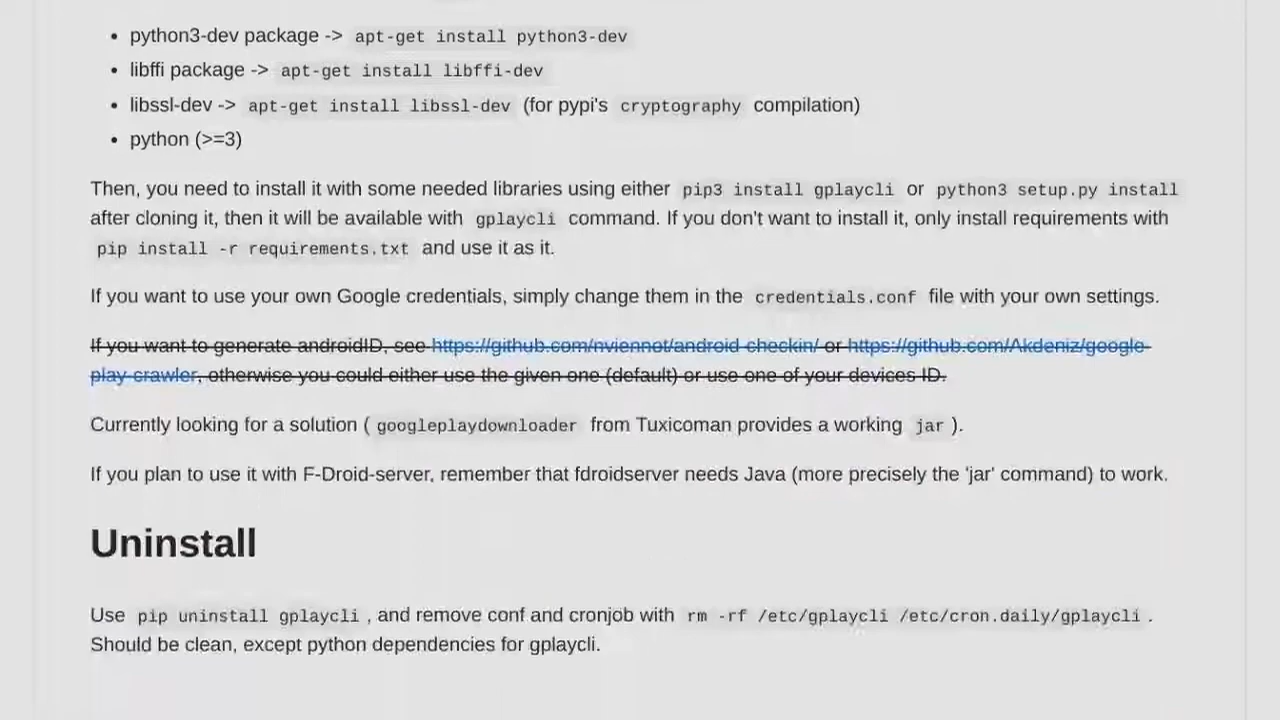 • python3-dev package -> apt-get install python3-dev
• libffi package -> apt-get install libffi-dev
• libssl-dev -> apt-get install libssl-dev (for pypi's cryptography compilation)
• python (>=3)
Then, you need to install it with some needed libraries using either pip3 install gplaycli or python3 setup.py install
after cloning it, then it will be available with gplaycli command. If you don't want to install it, only install requirements with
pip install -r requirements.txt and use it as it.
If you want to use your own Google credentials, simply change them in the credentials.conf file with your own settings.
If you want to generate androidID, see https://github.com/nviennot/android-checkin/ or https://github.com/Akdeniz/google-
play-crawler, otherwise you could either use the given one (default) or use one of your devices ID.
Currently looking for a solution ( googleplaydownloader from Tuxicoman provides a working jar ).
If you plan to use it with F-Droid-server, remember that fdroidserver needs Java (more precisely the 'jar' command) to work.
Uninstall
Use pip uninstall gplaycli , and remove conf and cronjob with rm -rf /etc/gplaycli /etc/cron.daily/gplaycli .
Should be clean, except python dependencies for gplaycli.